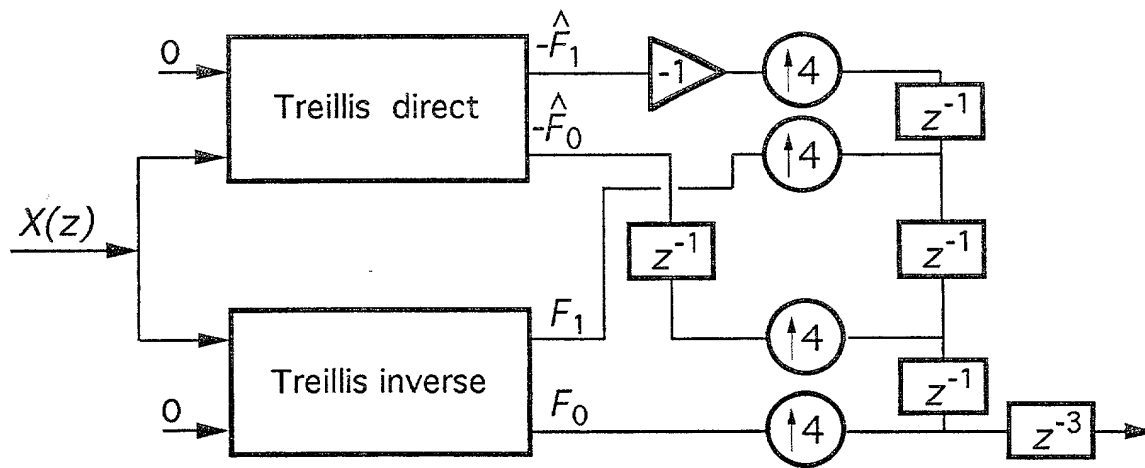 0
-F̂₁
-1
↑4
z⁻¹
Treillis direct
-F̂₀
↑4
X(z)
z⁻¹
z⁻¹
F₁
↑4
Treillis inverse
z⁻¹
0
F₀
↑4
z⁻³